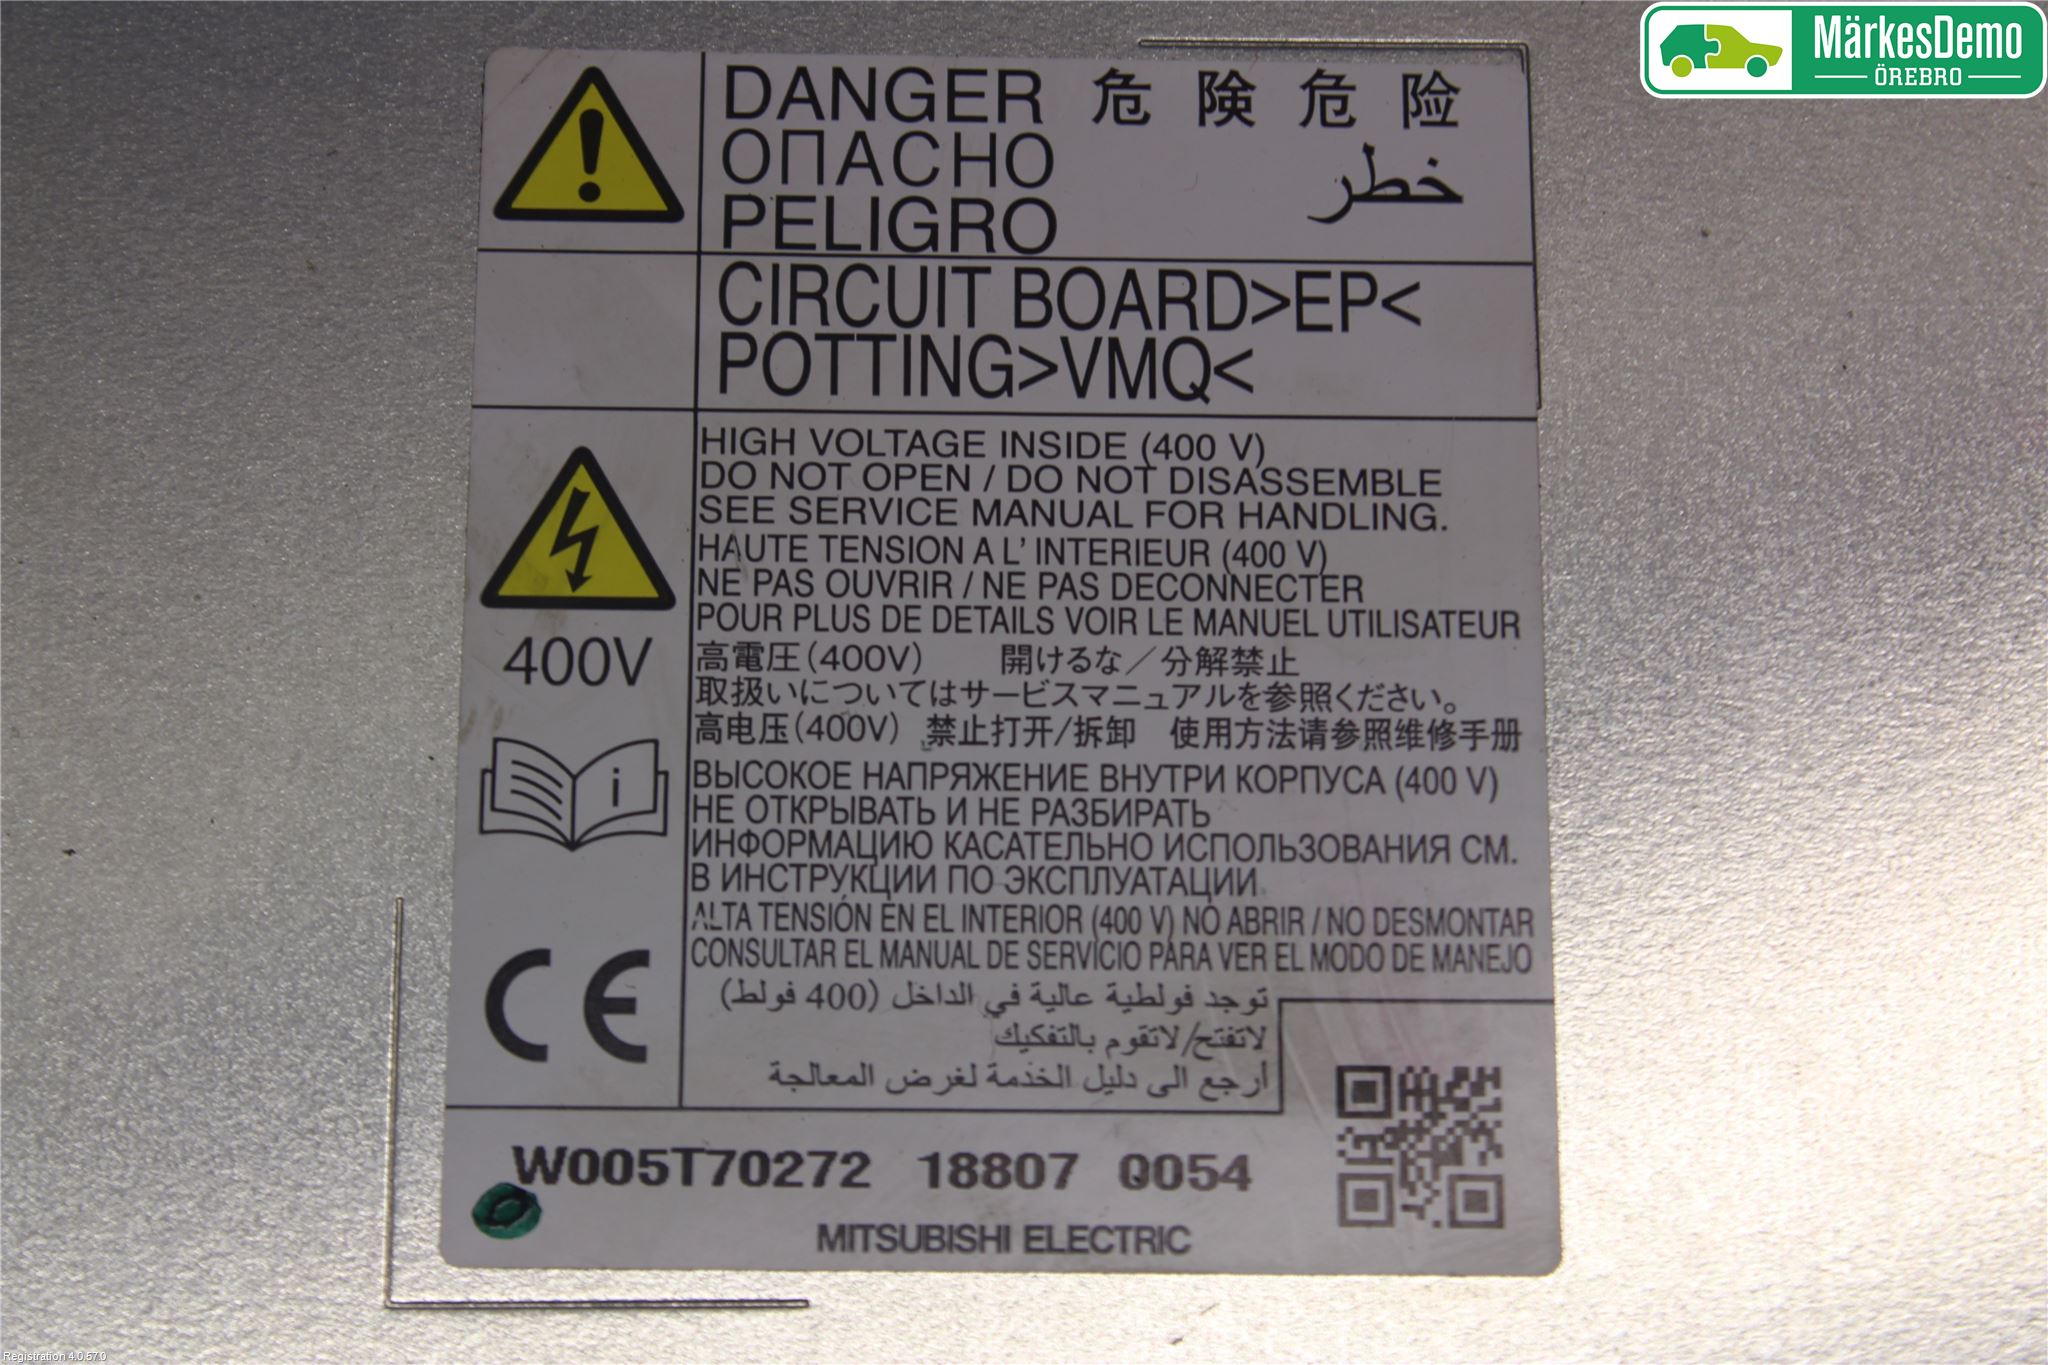 MärkesDemo
ÖREBRO
DANGER 危険危险
ОПАСНО
خطر
PELIGRO
CIRCUIT BOARD>EP<
POTTING>VMQ<
HIGH VOLTAGE INSIDE (400 V)
DO NOT OPEN / DO NOT DISASSEMBLE
SEE SERVICE MANUAL FOR HANDLING.
HAUTE TENSION A L' INTERIEUR (400 V)
NE PAS OUVRIR / NE PAS DECONNECTER
POUR PLUS DE DETAILS VOIR LE MANUEL UTILISATEUR
400V
高電圧(400V) 開けるな／分解禁止
取扱いについてはサービスマニュアルを参照ください。
高电压(400V) 禁止打开/拆卸 使用方法请参照维修手册
i
ВЫСОКОЕ НАПРЯЖЕНИЕ ВНУТРИ КОРПУСА (400 V)
НЕ ОТКРЫВАТЬ И НЕ РАЗБИРАТЬ
ИНФОРМАЦИЮ КАСАТЕЛЬНО ИСПОЛЬЗОВАНИЯ СМ.
В ИНСТРУКЦИИ ПО ЭКСПЛУАТАЦИИ
ALTA TENSIÓN EN EL INTERIOR (400 V) NO ABRIR / NO DESMONTAR
CONSULTAR EL MANUAL DE SERVICIO PARA VER EL MODO DE MANEJO
توجد فولطية عالية في الداخل (400 فولط)
لاتفتح/لاتقوم بالتفكيك
أرجع الى دليل الخدمة لغرض المعالجة
CE
W005T70272 18807 Q054
MITSUBISHI ELECTRIC
Registration 4.0.57.0